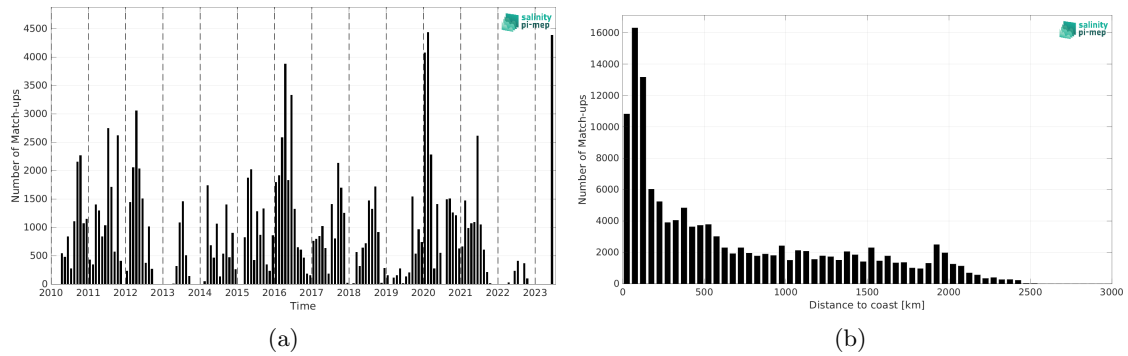 salinity
pi-mep
Number of Match-ups
4500
4000
3500
3000
2500
2000
1500
1000
500
0
2010 2011 2012 2013 2014 2015 2016 2017 2018 2019 2020 2021 2022 2023
Time
(a)
salinity
pi-mep
Number of Match-ups
16000
14000
12000
10000
8000
6000
4000
2000
0
0 500 1000 1500 2000 2500 3000
Distance to coast [km]
(b)